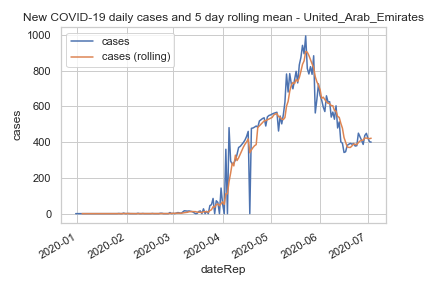 New COVID-19 daily cases and 5 day rolling mean - United_Arab_Emirates
cases
cases (rolling)
1000
800
600
400
200
0
cases
2020-01
2020-02
2020-03
2020-04
2020-05
2020-06
2020-07
dateRep